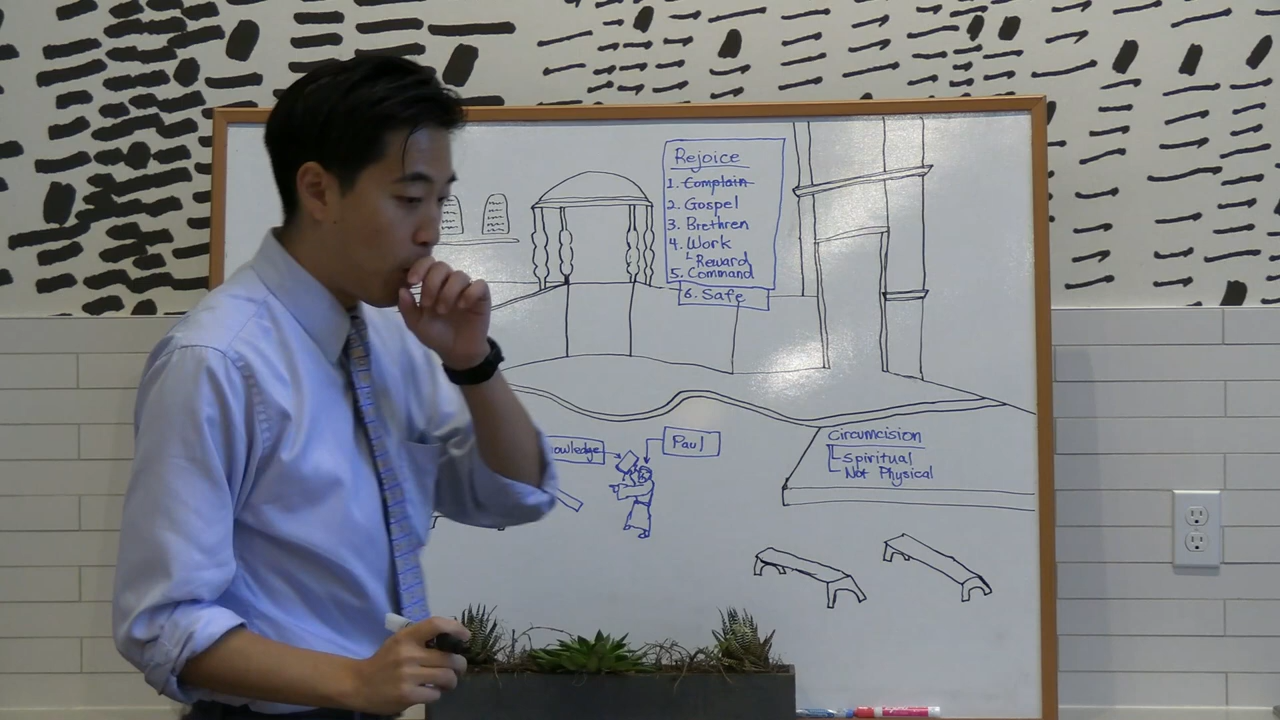 Rejoice
1. Complain
2. Gospel
3. Brethren
4. Work
Reward
5. Command
6. Safe
Paul
Circumcision
Spiritual
Not Physical